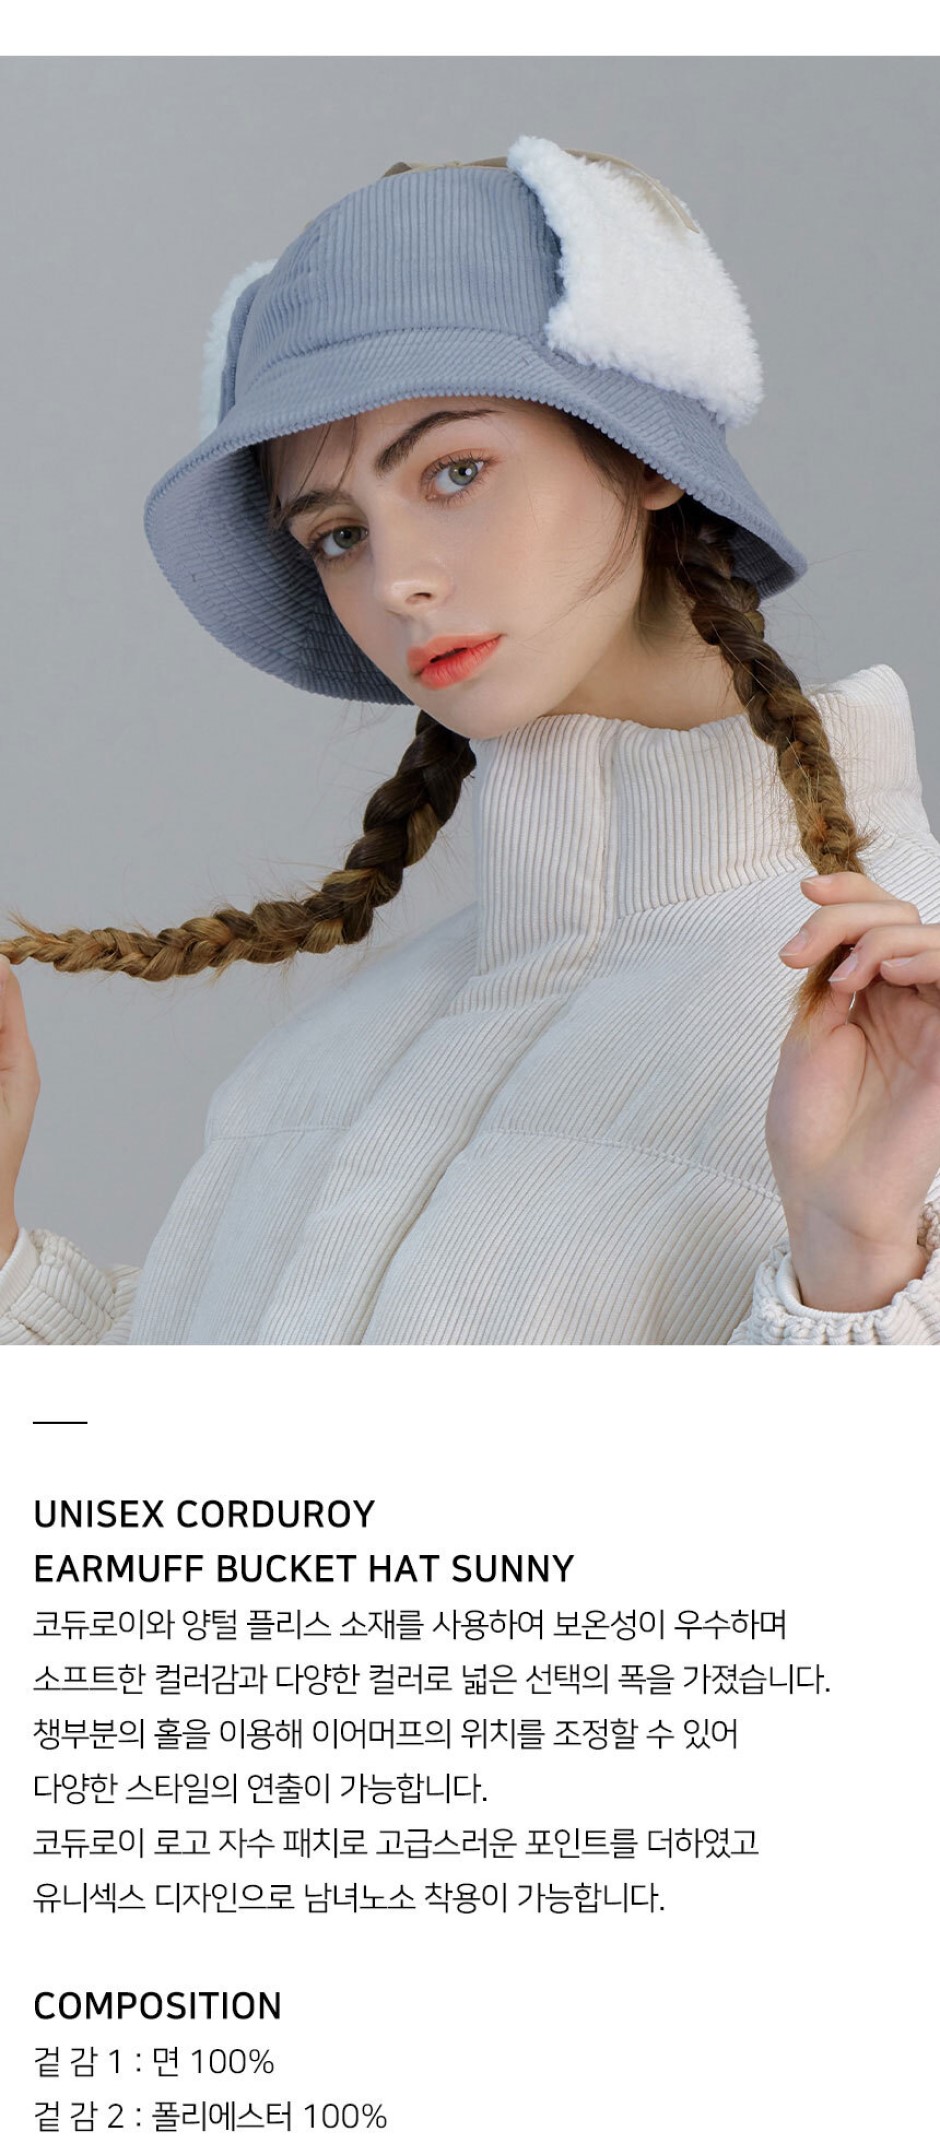 UNISEX CORDUROY
EARMUFF BUCKET HAT SUNNY
코듀로이와 양털 플리스 소재를 사용하여 보온성이 우수하며
소프트한 컬러감과 다양한 컬러로 넓은 선택의 폭을 가졌습니다.
챙부분의 홀을 이용해 이어머프의 위치를 조정할 수 있어
다양한 스타일의 연출이 가능합니다.
코듀로이 로고 자수 패치로 고급스러운 포인트를 더하였고
유니섹스 디자인으로 남녀노소 착용이 가능합니다.
COMPOSITION
겉 감 1 : 면 100%
겉 감 2 : 폴리에스터 100%